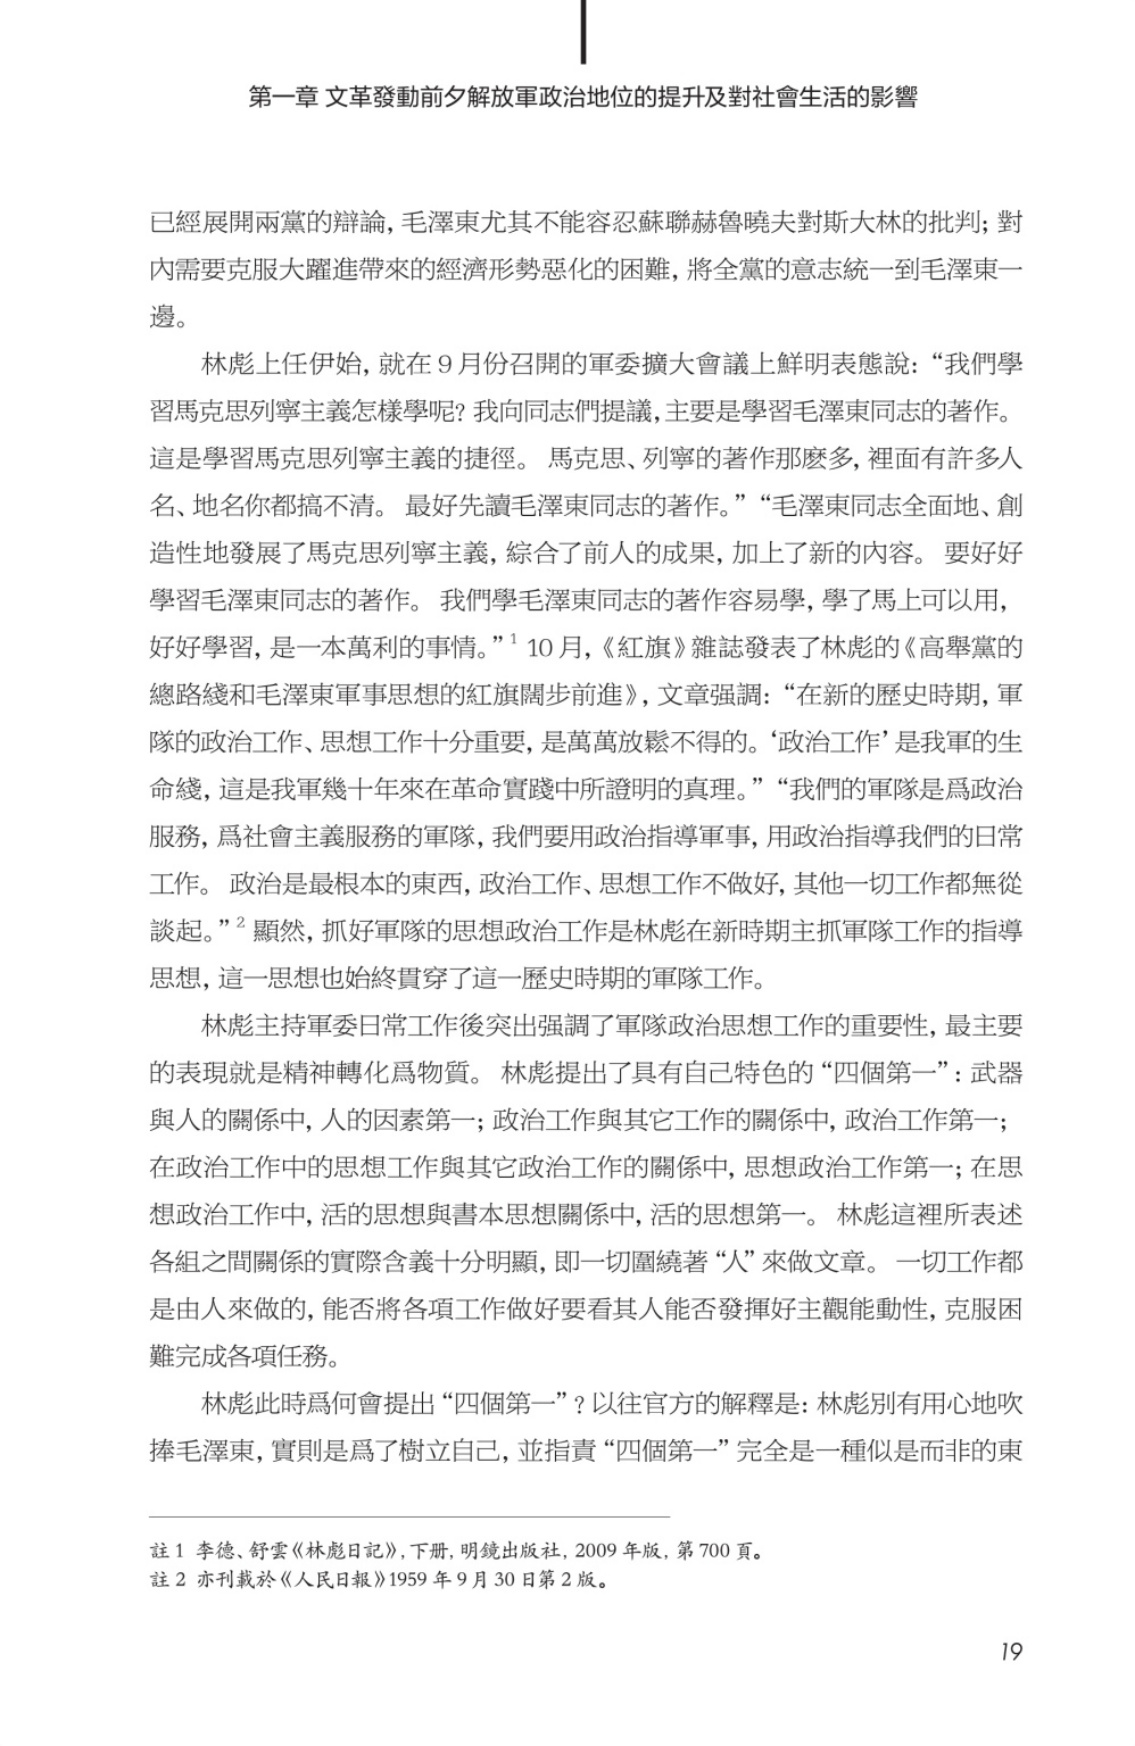 第一章 文革發動前夕解放軍政治地位的提升及對社會生活的影響
已經展開兩黨的辯論, 毛澤東尤其不能容忍蘇聯赫魯曉夫對斯大林的批判; 對
內需要克服大躍進帶來的經濟形勢惡化的困難, 將全黨的意志統一到毛澤東一
邊。
林彪上任伊始, 就在 9 月份召開的軍委擴大會議上鮮明表態說: “我們學
習馬克思列寧主義怎樣學呢? 我向同志們提議, 主要是學習毛澤東同志的著作。
這是學習馬克思列寧主義的捷徑。 馬克思、列寧的著作那麼多, 裡面有許多人
名、地名你都搞不清。 最好先讀毛澤東同志的著作。” “毛澤東同志全面地、創
造性地發展了馬克思列寧主義, 綜合了前人的成果, 加上了新的內容。 要好好
學習毛澤東同志的著作。 我們學毛澤東同志的著作容易學, 學了馬上可以用,
好好學習, 是一本萬利的事情。” 1 10 月,《紅旗》雜誌發表了林彪的《高舉黨的
總路綫和毛澤東軍事思想的紅旗闊步前進》, 文章强調: “在新的歷史時期, 軍
隊的政治工作、思想工作十分重要, 是萬萬放鬆不得的。‘政治工作’ 是我軍的生
命綫, 這是我軍幾十年來在革命實踐中所證明的真理。” “我們的軍隊是爲政治
服務, 爲社會主義服務的軍隊, 我們要用政治指導軍事, 用政治指導我們的日常
工作。 政治是最根本的東西, 政治工作、思想工作不做好, 其他一切工作都無從
談起。” 2 顯然, 抓好軍隊的思想政治工作是林彪在新時期主抓軍隊工作的指導
思想, 這一思想也始終貫穿了這一歷史時期的軍隊工作。
林彪主持軍委日常工作後突出强調了軍隊政治思想工作的重要性, 最主要
的表現就是精神轉化爲物質。 林彪提出了具有自己特色的 “四個第一”: 武器
與人的關係中, 人的因素第一; 政治工作與其它工作的關係中, 政治工作第一;
在政治工作中的思想工作與其它政治工作的關係中, 思想政治工作第一; 在思
想政治工作中, 活的思想與書本思想關係中, 活的思想第一。 林彪這裡所表述
各組之間關係的實際含義十分明顯, 即一切圍繞著 “人” 來做文章。 一切工作都
是由人來做的, 能否將各項工作做好要看其人能否發揮好主觀能動性, 克服困
難完成各項任務。
林彪此時爲何會提出 “四個第一” ? 以往官方的解釋是: 林彪別有用心地吹
捧毛澤東, 實則是爲了樹立自己, 並指責 “四個第一” 完全是一種似是而非的東
註 1 李德、舒雲《林彪日記》, 下册, 明鏡出版社, 2009 年版, 第 700 頁。
註 2 亦刊載於《人民日報》1959 年 9 月 30 日第 2 版。
19